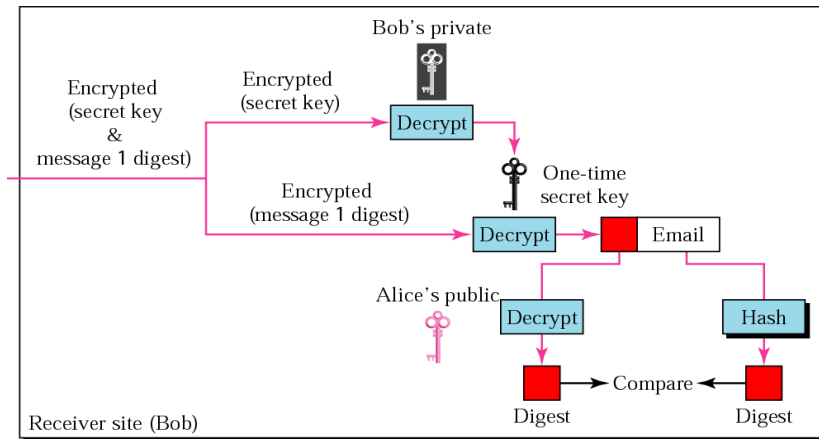 Bob's private
Encrypted
(secret key
&
message 1 digest)
Encrypted
(secret key)
Decrypt
One-time
secret key
Encrypted
(message 1 digest)
Decrypt
Email
Alice's public
Decrypt
Hash
Compare
Digest
Digest
Receiver site (Bob)